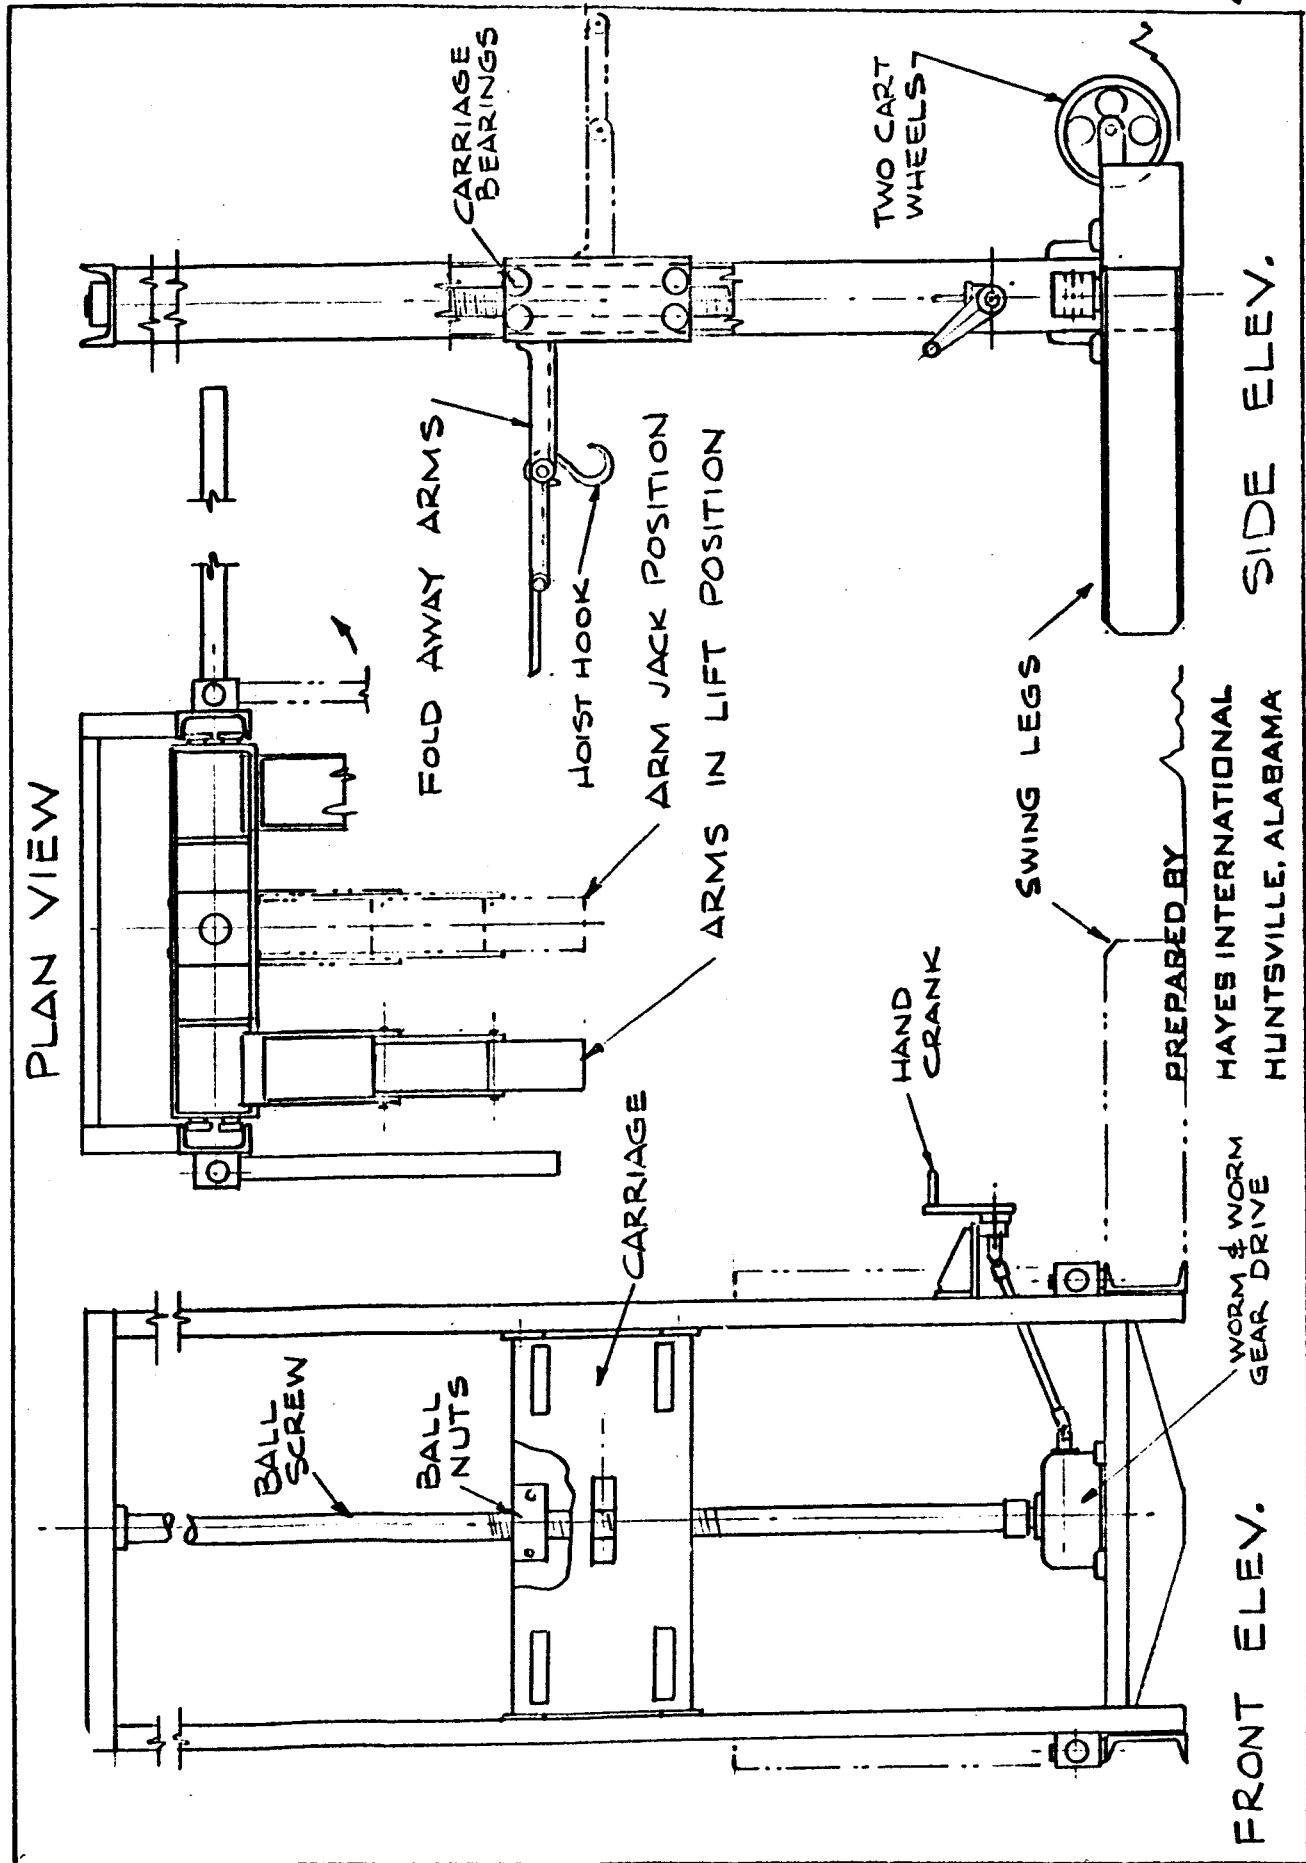 PLAN VIEW
CARRIAGE
BEARINGS
FOLD AWAY ARMS
HOIST HOOK
ARM JACK POSITION
ARMS IN LIFT POSITION
TWO CART
WHEELS
SWING LEGS
SIDE ELEV.
BALL
SCREW
BALL
NUTS
CARRIAGE
HAND
CRANK
WORM & WORM
GEAR DRIVE
FRONT ELEV.
PREPARED BY
HAYES INTERNATIONAL
HUNTSVILLE, ALABAMA